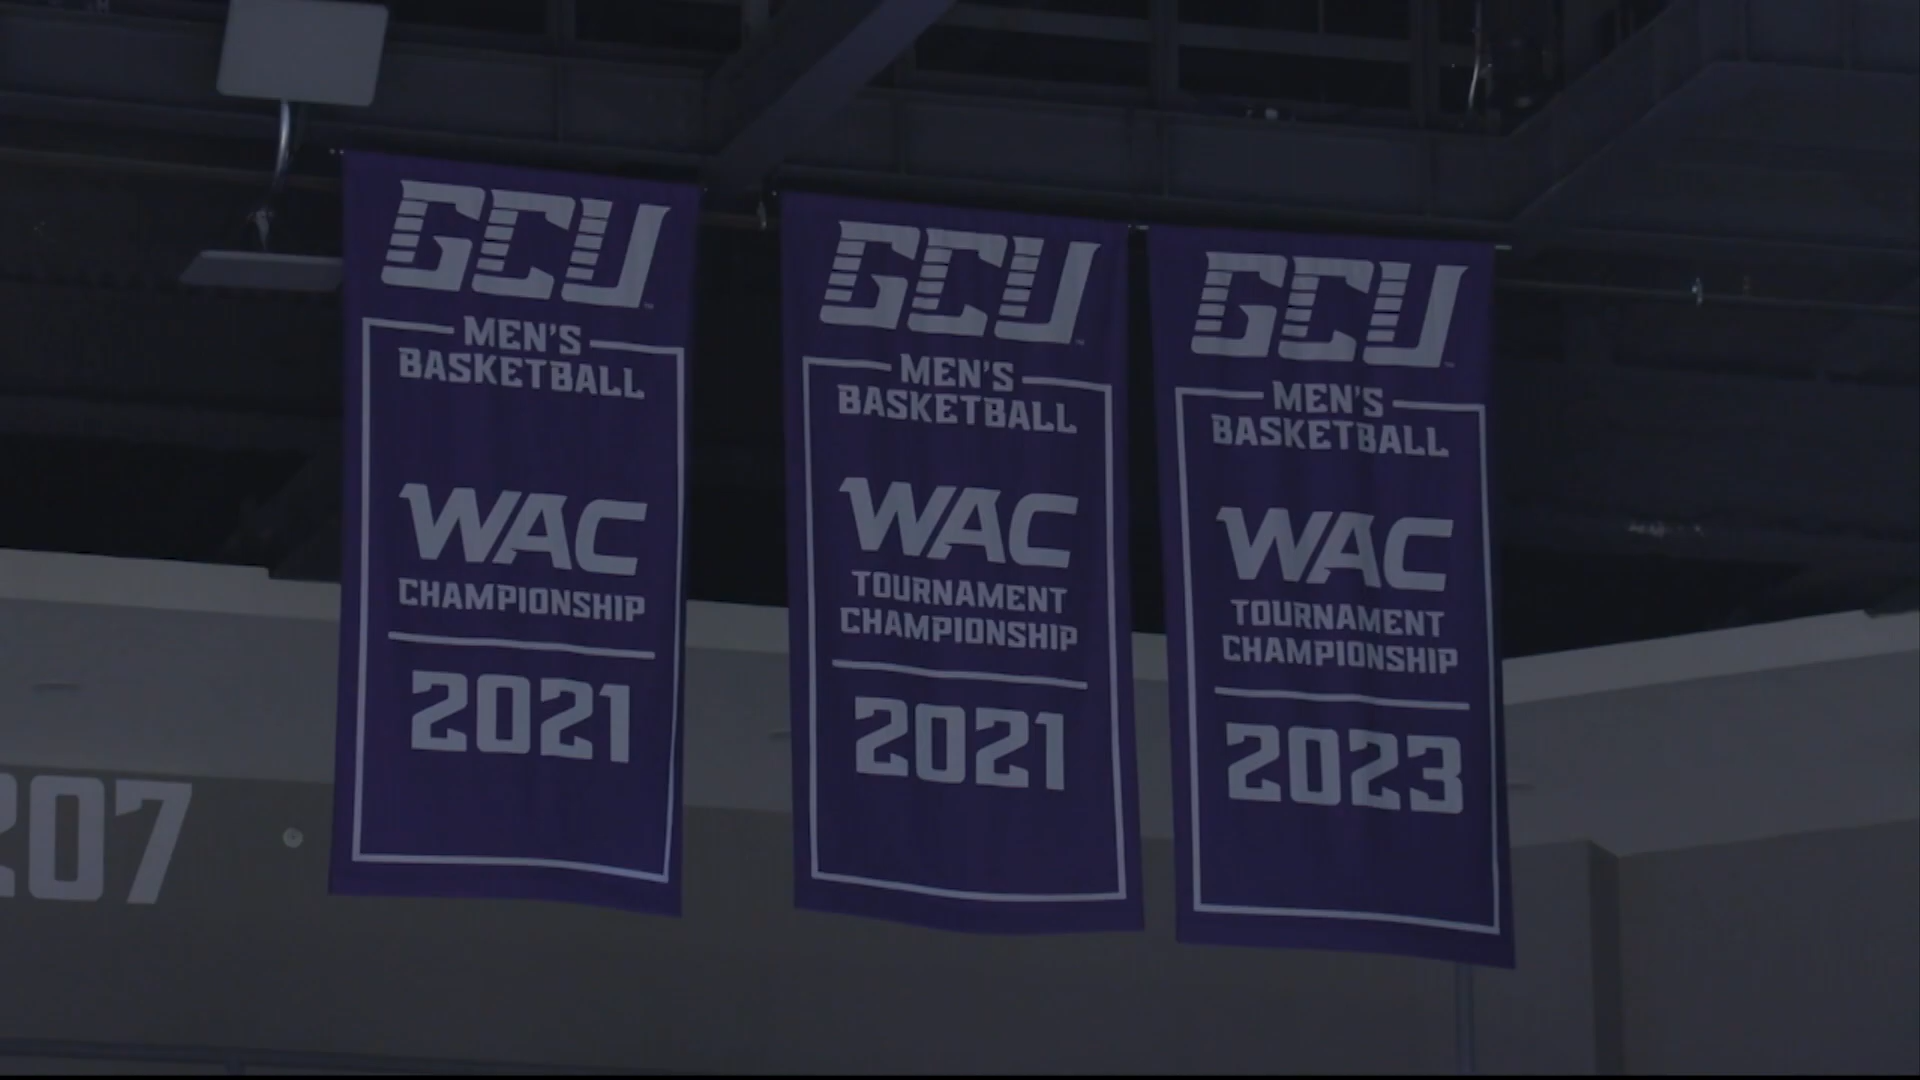 GCU
MEN'S
BASKETBALL
WAC
CHAMPIONSHIP
2021
GCU
MEN'S
BASKETBALL
WAC
TOURNAMENT
CHAMPIONSHIP
2021
GCU
MEN'S
BASKETBALL
WAC
TOURNAMENT
CHAMPIONSHIP
2023
207